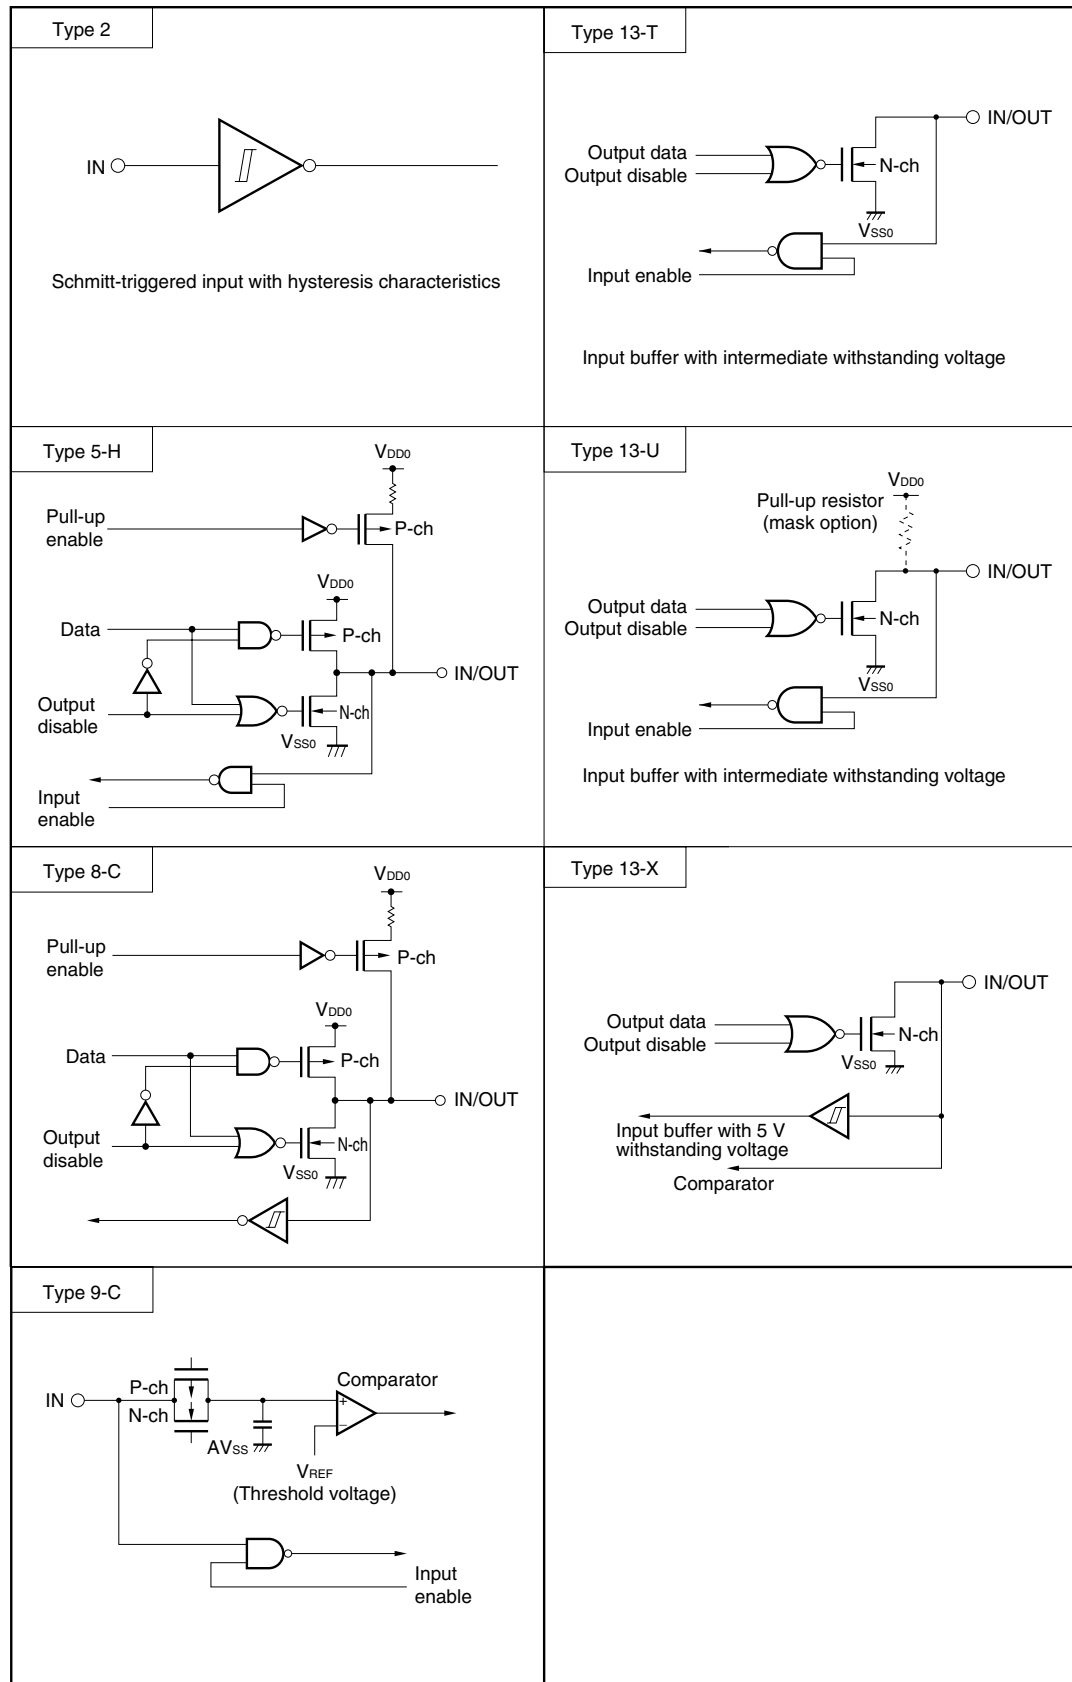 Type 2
IN
Schmitt-triggered input with hysteresis characteristics
Type 13-T
IN/OUT
Output data
Output disable
N-ch
VSS0
Input enable
Input buffer with intermediate withstanding voltage
Type 5-H
VDD0
Pull-up
enable
P-ch
VDD0
Data
P-ch
IN/OUT
Output
disable
N-ch
VSS0
Input
enable
Type 13-U
VDD0
Pull-up resistor
(mask option)
IN/OUT
Output data
Output disable
N-ch
VSS0
Input enable
Input buffer with intermediate withstanding voltage
Type 8-C
VDD0
Pull-up
enable
P-ch
VDD0
Data
P-ch
IN/OUT
Output
disable
N-ch
VSS0
Type 13-X
IN/OUT
Output data
Output disable
N-ch
VSS0
Input buffer with 5 V
withstanding voltage
Comparator
Type 9-C
Comparator
IN
P-ch
N-ch
+
−
AVSS
VREF
(Threshold voltage)
Input
enable